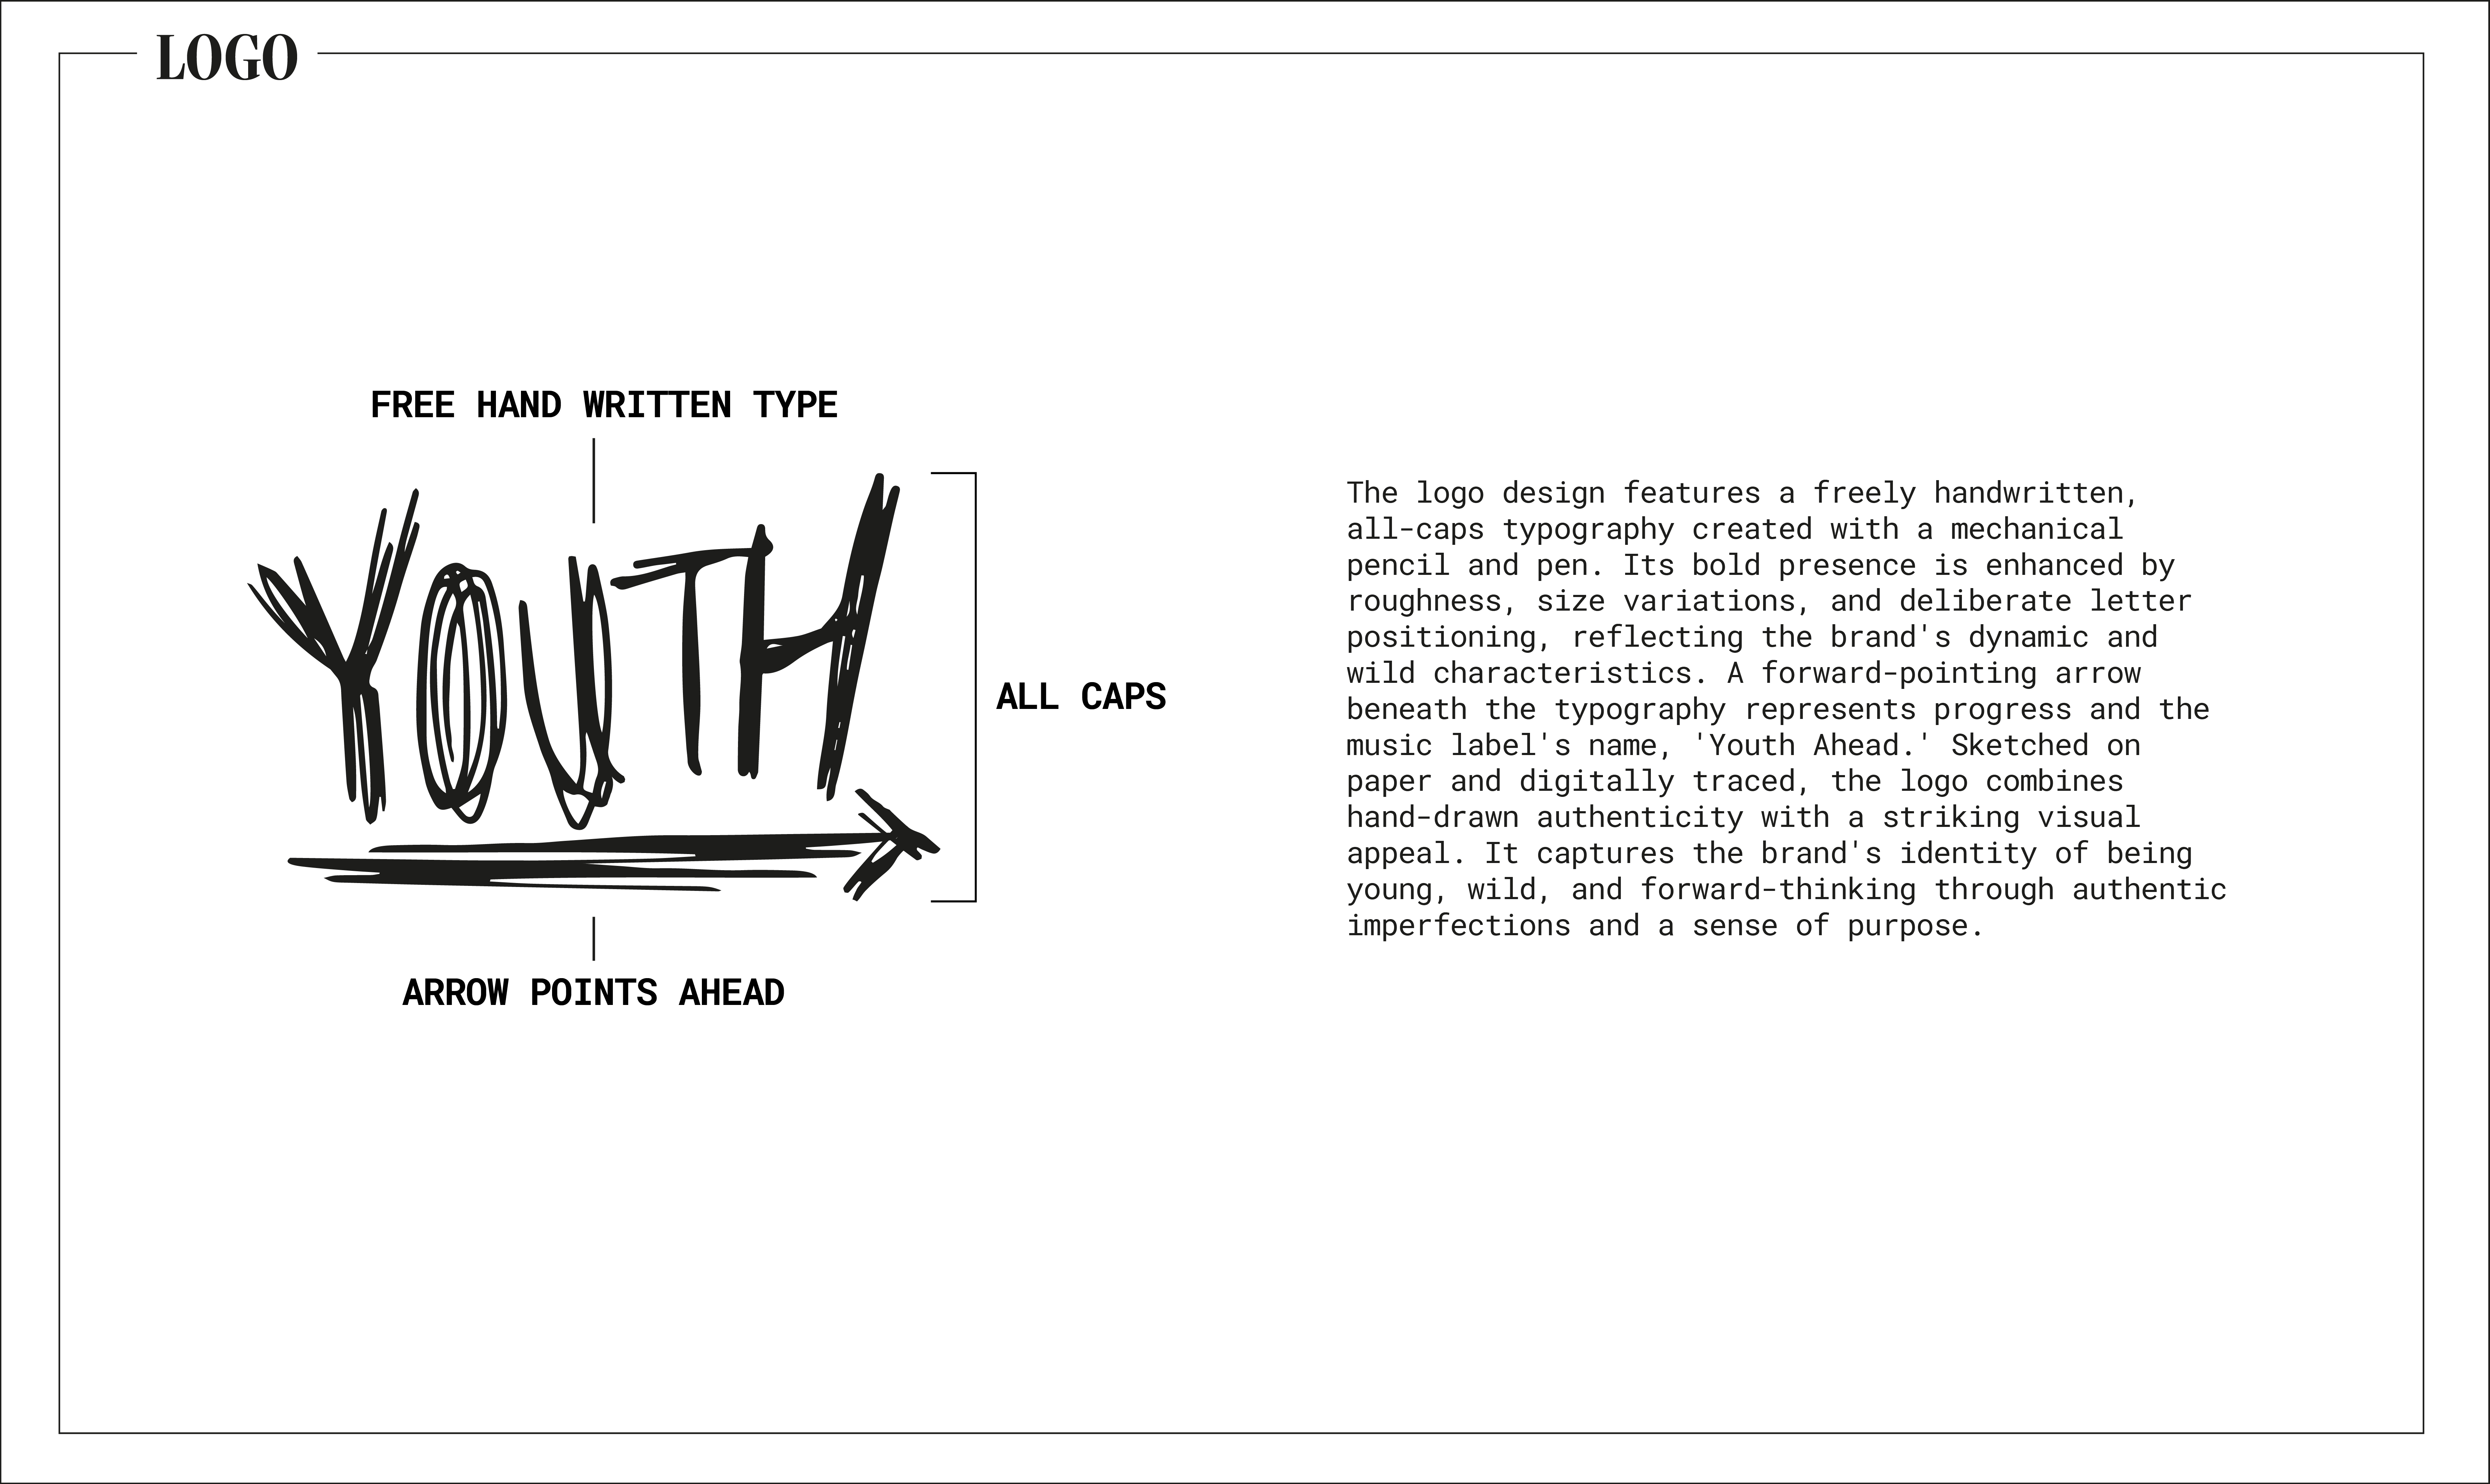 LOGO
FREE HAND WRITTEN TYPE
YOUTH
ALL CAPS
ARROW POINTS AHEAD
The logo design features a freely handwritten,
all-caps typography created with a mechanical
pencil and pen. Its bold presence is enhanced by
roughness, size variations, and deliberate letter
positioning, reflecting the brand's dynamic and
wild characteristics. A forward-pointing arrow
beneath the typography represents progress and the
music label's name, 'Youth Ahead.' Sketched on
paper and digitally traced, the logo combines
hand-drawn authenticity with a striking visual
appeal. It captures the brand's identity of being
young, wild, and forward-thinking through authentic
imperfections and a sense of purpose.